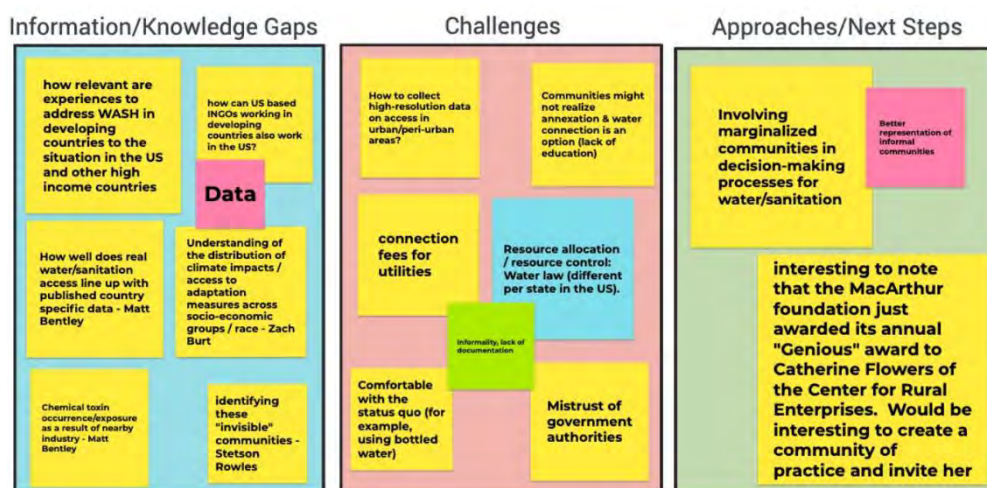 Information/Knowledge Gaps
how relevant are
experiences to
address WASH in
developing
countries to the
situation in the US
and other high
income countries
how can US based
INGOs working in
developing
countries also work
in the US?
Data
How well does real
water/sanitation
access line up with
published country
specific data - Matt
Bentley
Understanding of
the distribution of
climate impacts /
access to
adaptation
measures across
socio-economic
groups / race - Zach
Burt
Chemical toxin
occurrence/exposure
as a result of nearby
industry - Matt
Bentley
identifying
these
"invisible"
communities -
Stetson
Rowles
Challenges
How to collect
high-resolution data
on access in
urban/peri-urban
areas?
Communities might
not realize
annexation & water
connection is an
option (lack of
education)
connection
fees for
utilities
Resource allocation
/ resource control:
Water law (different
per state in the US).
Informality, lack of
documentation
Comfortable
with the
status quo (for
example,
using bottled
water)
Mistrust of
government
authorities
Approaches/Next Steps
Involving
marginalized
communities in
decision-making
processes for
water/sanitation
Better
representation of
informal
communities
interesting to note
that the MacArthur
foundation just
awarded its annual
"Genious" award to
Catherine Flowers
of the Center for Rural
Enterprises. Would be
interesting to create a
community of
practice and invite her